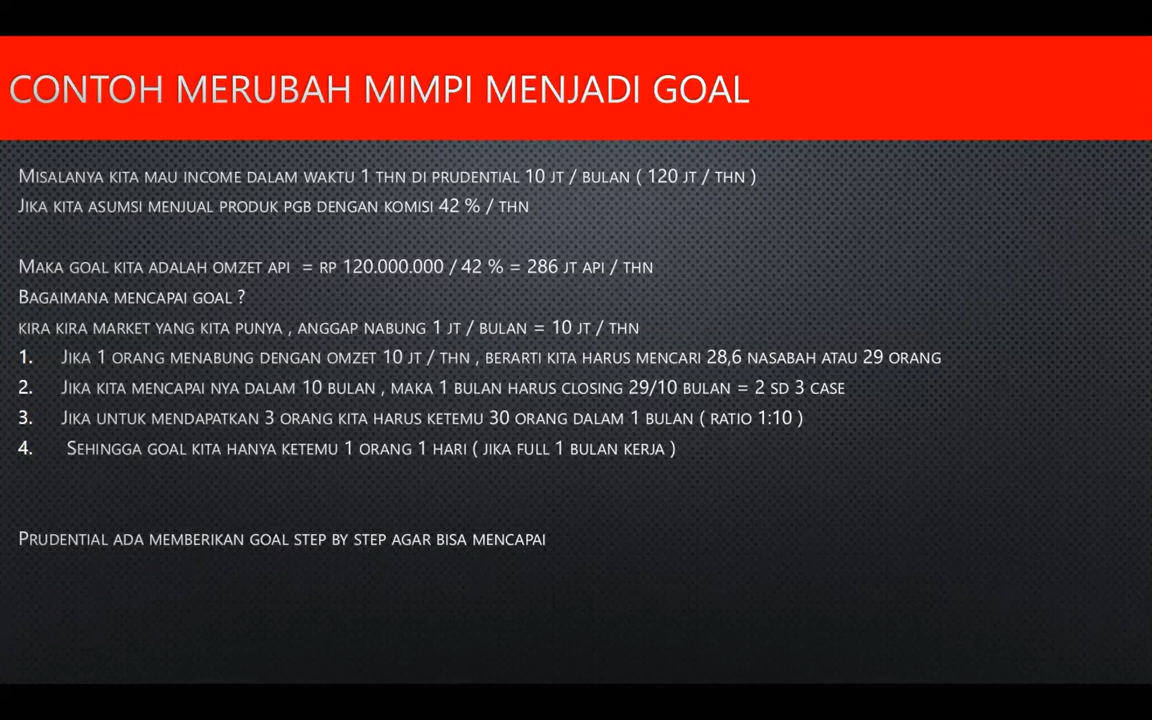 CONTOH MERUBAH MIMPI MENJADI GOAL
MISALANYA KITA MAU INCOME DALAM WAKTU 1 THN DI PRUDENTIAL 10 JT / BULAN ( 120 JT / THN )
JIKA KITA ASUMSI MENJUAL PRODUK PGB DENGAN KOMISI 42 % / THN
MAKA GOAL KITA ADALAH OMZET API = RP 120.000.000 / 42 % = 286 JT API / THN
BAGAIMANA MENCAPAI GOAL ?
KIRA KIRA MARKET YANG KITA PUNYA , ANGGAP NABUNG 1 JT / BULAN = 10 JT / THN
1. JIKA 1 ORANG MENABUNG DENGAN OMZET 10 JT / THN , BERARTI KITA HARUS MENCARI 28,6 NASABAH ATAU 29 ORANG
2. JIKA KITA MENCAPAI NYA DALAM 10 BULAN , MAKA 1 BULAN HARUS CLOSING 29/10 BULAN = 2 SD 3 CASE
3. JIKA UNTUK MENDAPATKAN 3 ORANG KITA HARUS KETEMU 30 ORANG DALAM 1 BULAN ( RATIO 1:10 )
4. SEHINGGA GOAL KITA HANYA KETEMU 1 ORANG 1 HARI ( JIKA FULL 1 BULAN KERJA )
PRUDENTIAL ADA MEMBERIKAN GOAL STEP BY STEP AGAR BISA MENCAPAI